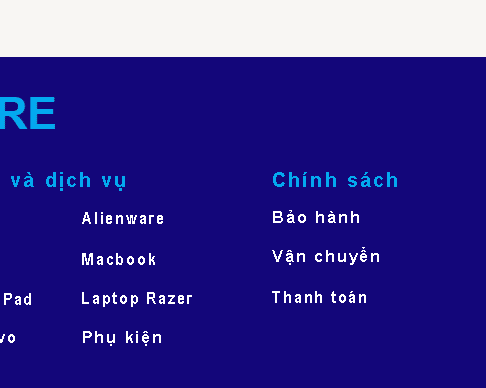 RE
và dịch vụ
Chính sách
Alienware
Bảo hành
Macbook
Vận chuyển
Pad
Laptop Razer
Thanh toán
vo
Phụ kiện